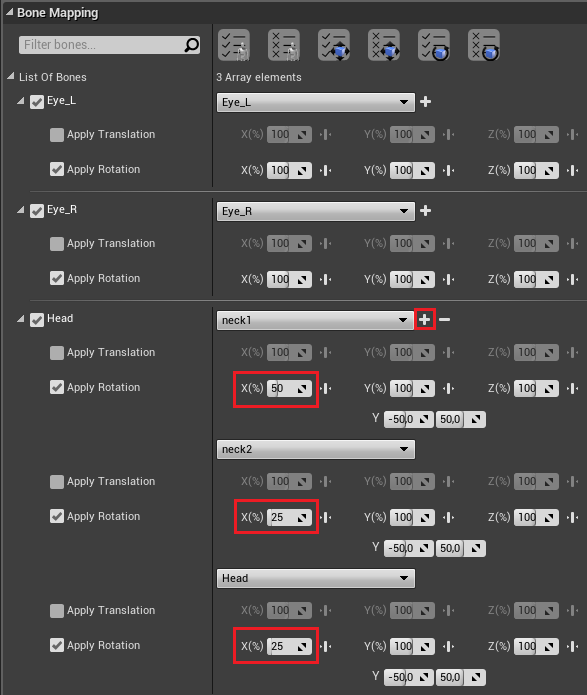 Bone Mapping
Filter bones...
List Of Bones 3 Array elements
Eye_L Eye_L
Apply Translation X(%) 100 Y(%) 100 Z(%) 100
Apply Rotation X(%) 100 Y(%) 100 Z(%) 100
Eye_R Eye_R
Apply Translation X(%) 100 Y(%) 100 Z(%) 100
Apply Rotation X(%) 100 Y(%) 100 Z(%) 100
Head neck1
Apply Translation X(%) 100 Y(%) 100 Z(%) 100
Apply Rotation X(%) 50 Y(%) 100 Z(%) 100
Y -50,0 50,0
neck2
Apply Translation X(%) 100 Y(%) 100 Z(%) 100
Apply Rotation X(%) 25 Y(%) 100 Z(%) 100
Y -50,0 50,0
Head
Apply Translation X(%) 100 Y(%) 100 Z(%) 100
Apply Rotation X(%) 25 Y(%) 100 Z(%) 100
Y -50,0 50,0